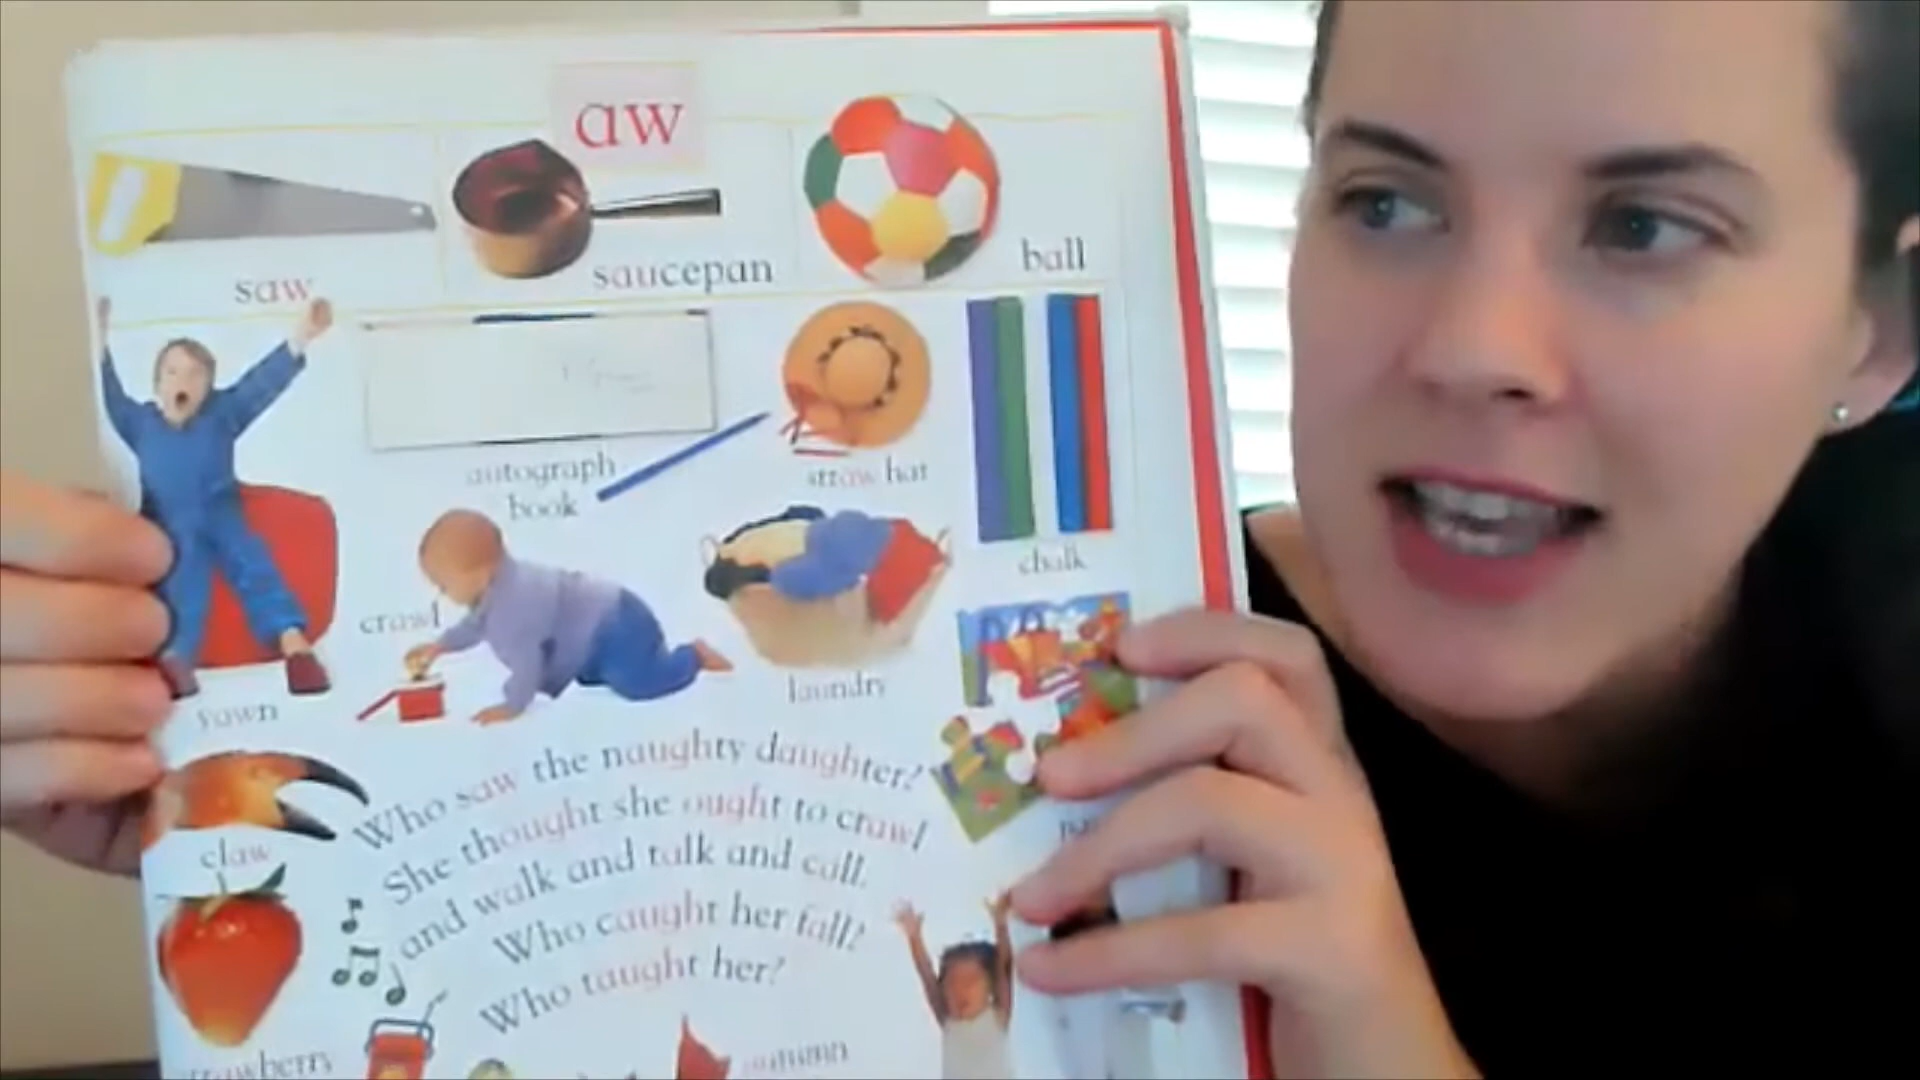 aw
saw
saucepan
ball
autograph
book
straw hat
chalk
crawl
laundry
yawn
claw
Who saw the naughty daughter?
She thought she ought to crawl
and walk and talk and call.
Who caught her fall?
Who taught her?
strawberry
autumn